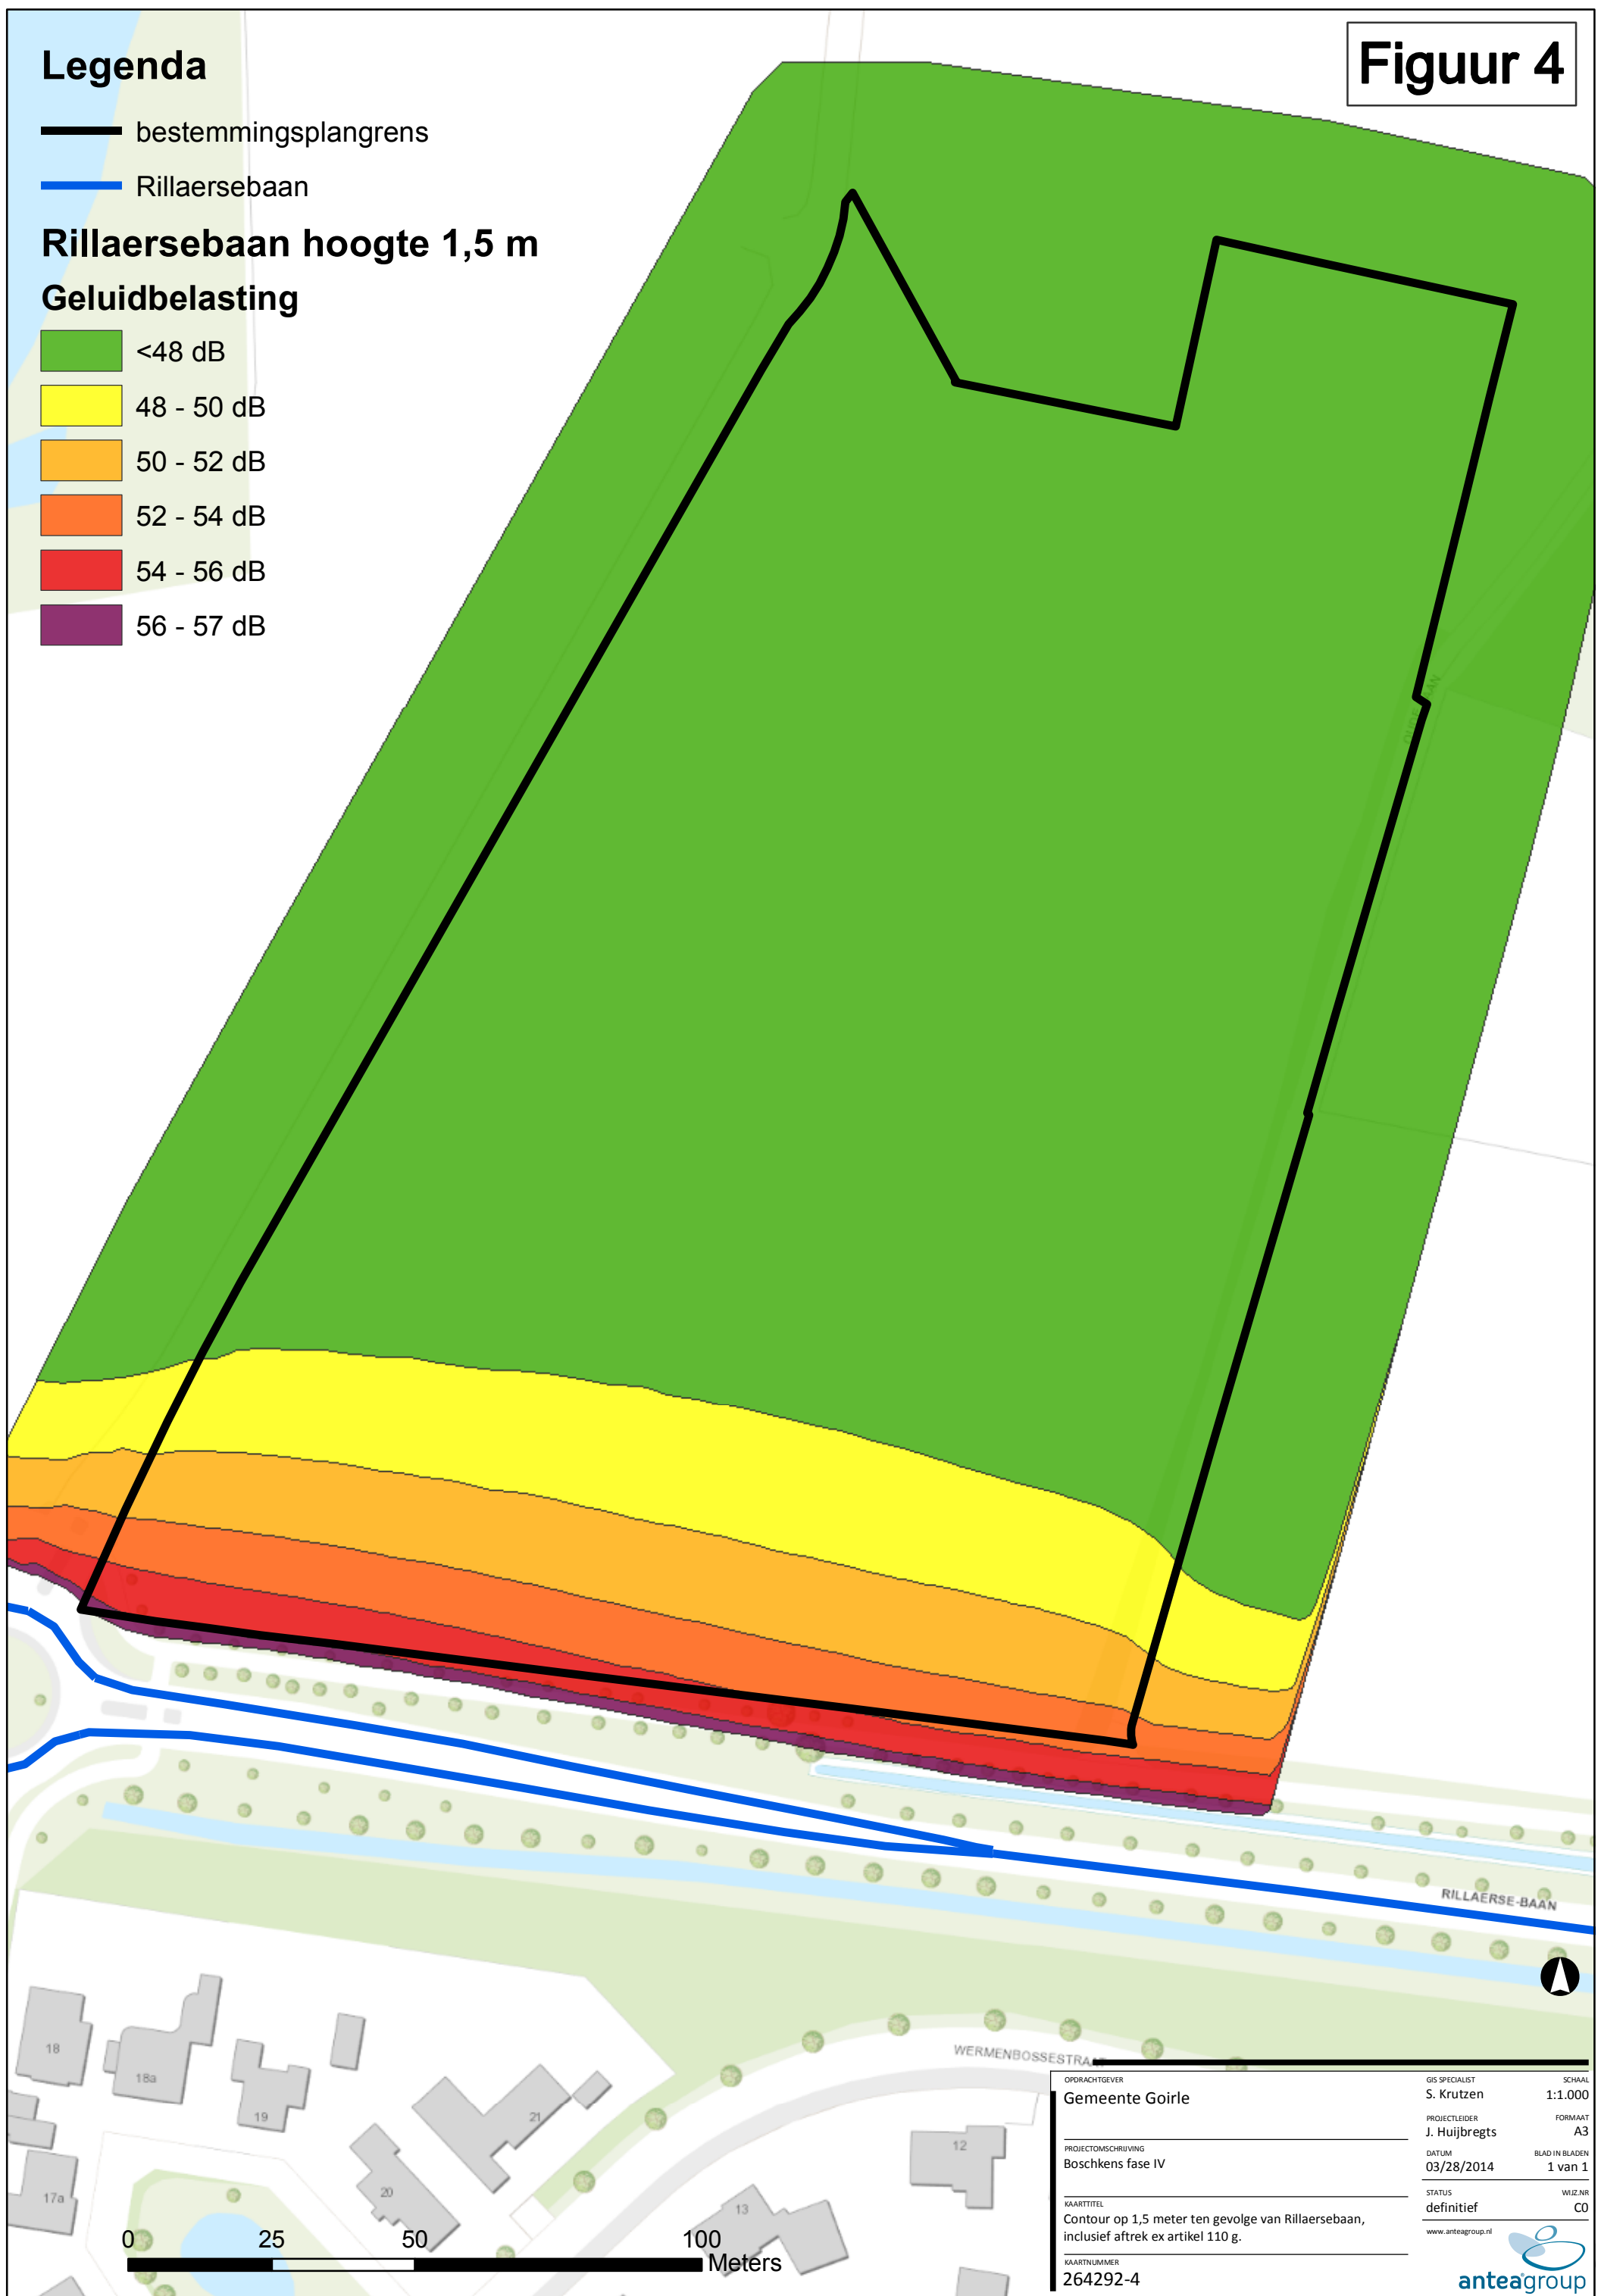 Figuur 4
Legenda
bestemmingsplangrens
Rillaersebaan
Rillaersebaan hoogte 1,5 m
Geluidbelasting
<48 dB
48 - 50 dB
50 - 52 dB
52 - 54 dB
54 - 56 dB
56 - 57 dB
RILLAERSE-BAAN
WERMENBOSSESTRAAT
18
18a
19
21
20
17a
12
13
0 25 50 100
Meters
OPDRACHTGEVER
Gemeente Goirle
PROJECTOMSCHRIJVING
Boschkens fase IV
KAARTTITEL
Contour op 1,5 meter ten gevolge van Rillaersebaan,
inclusief aftrek ex artikel 110 g.
KAARTNUMMER
264292-4
GIS SPECIALIST SCHAAL
S. Krutzen 1:1.000
PROJECTLEIDER FORMAAT
J. Huijbregts A3
DATUM BLAD IN BLADEN
03/28/2014 1 van 1
STATUS WIJZ.NR
definitief C0
www.anteagroup.nl
anteagroup